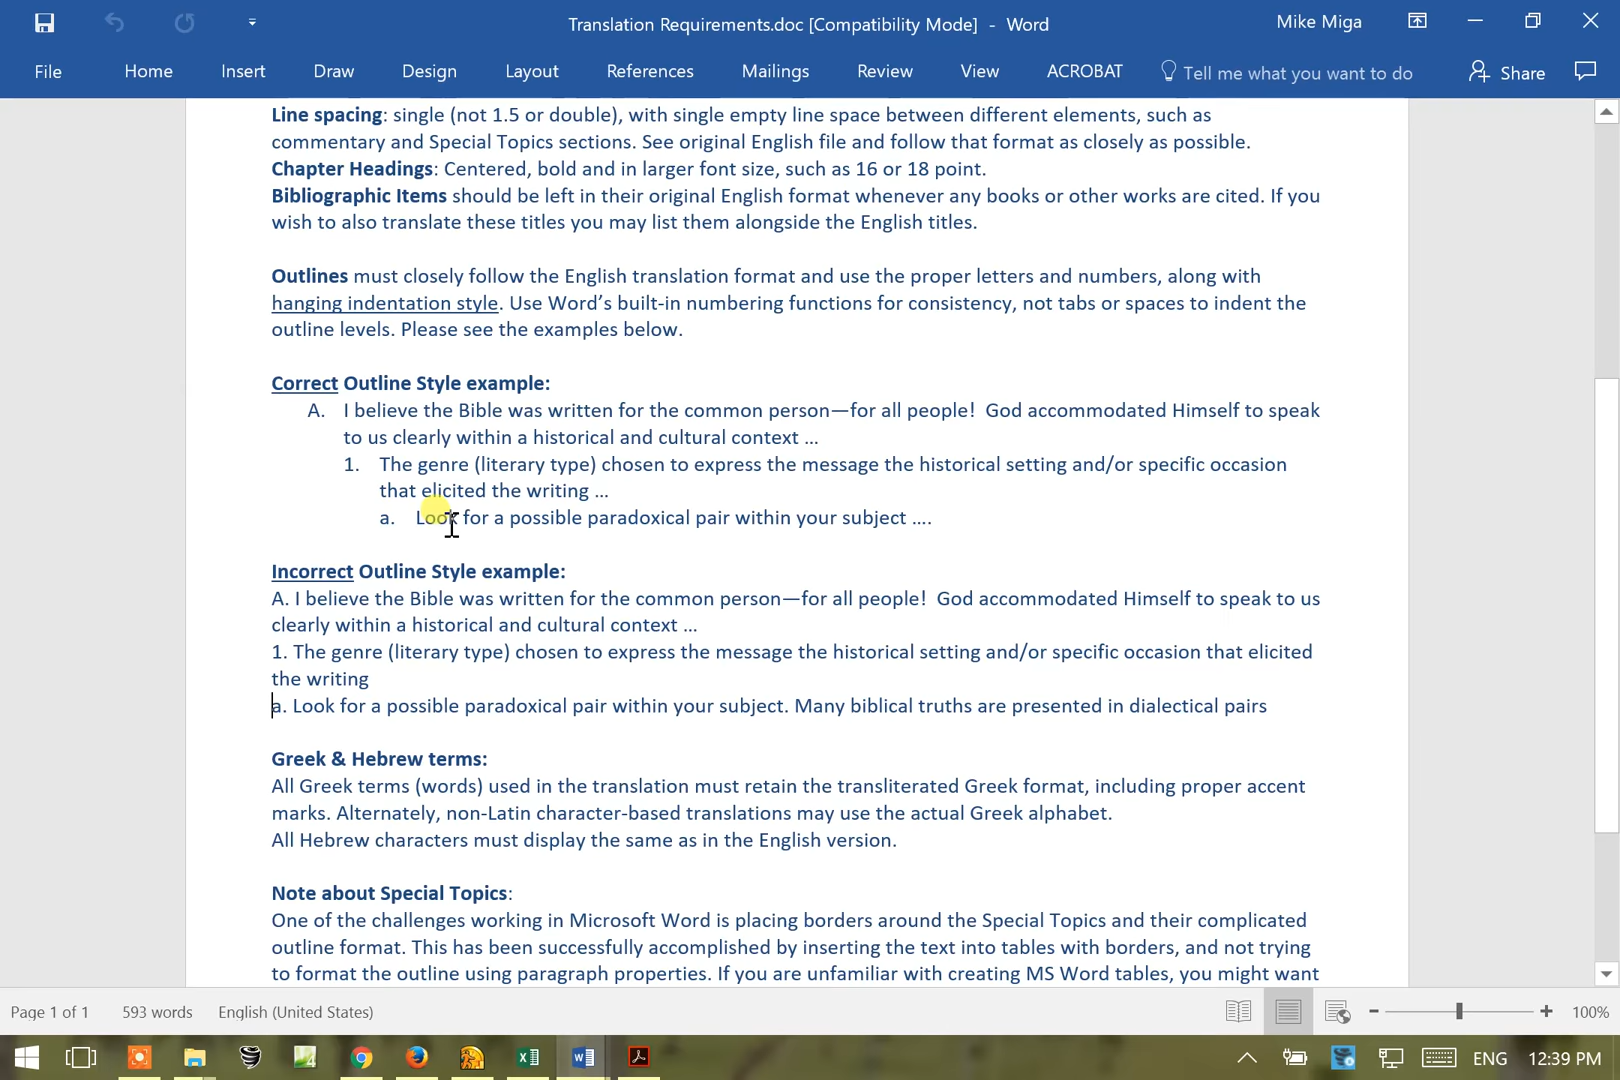 Translation Requirements.doc [Compatibility Mode] - Word
Mike Miga
File Home Insert Draw Design Layout References Mailings Review View ACROBAT Tell me what you want to do Share
Line spacing: single (not 1.5 or double), with single empty line space between different elements, such as
commentary and Special Topics sections. See original English file and follow that format as closely as possible.
Chapter Headings: Centered, bold and in larger font size, such as 16 or 18 point.
Bibliographic Items should be left in their original English format whenever any books or other works are cited. If you
wish to also translate these titles you may list them alongside the English titles.
Outlines must closely follow the English translation format and use the proper letters and numbers, along with
hanging indentation style. Use Word’s built-in numbering functions for consistency, not tabs or spaces to indent the
outline levels. Please see the examples below.
Correct Outline Style example:
A. I believe the Bible was written for the common person—for all people!  God accommodated Himself to speak
to us clearly within a historical and cultural context ...
1. The genre (literary type) chosen to express the message the historical setting and/or specific occasion
that elicited the writing ...
a. Look for a possible paradoxical pair within your subject ....
Incorrect Outline Style example:
A. I believe the Bible was written for the common person—for all people!  God accommodated Himself to speak to us
clearly within a historical and cultural context ...
1. The genre (literary type) chosen to express the message the historical setting and/or specific occasion that elicited
the writing
a. Look for a possible paradoxical pair within your subject. Many biblical truths are presented in dialectical pairs
Greek & Hebrew terms:
All Greek terms (words) used in the translation must retain the transliterated Greek format, including proper accent
marks. Alternately, non-Latin character-based translations may use the actual Greek alphabet.
All Hebrew characters must display the same as in the English version.
Note about Special Topics:
One of the challenges working in Microsoft Word is placing borders around the Special Topics and their complicated
outline format. This has been successfully accomplished by inserting the text into tables with borders, and not trying
to format the outline using paragraph properties. If you are unfamiliar with creating MS Word tables, you might want
Page 1 of 1 593 words English (United States) 100%
ENG 12:39 PM